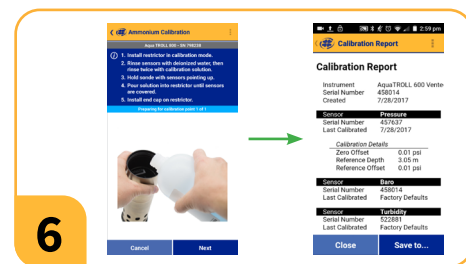 Ammonium Calibration
Aqua TROLL 600 - SN 798258
1. Install restrictor in calibration mode.
2. Rinse sensors with deionized water, then
rinse twice with calibration solution.
3. Hold sonde with sensors pointing up.
4. Pour solution into restrictor until sensors
are covered.
5. Install end cap on restrictor.
Preparing for calibration point 1 of 1
Cancel
Next
2:59 pm
Calibration Report
Calibration Report
Instrument AquaTROLL 600 Vente
Serial Number 458014
Created 7/28/2017
Sensor Pressure
Serial Number 457637
Last Calibrated 7/28/2017
Calibration Details
Zero Offset 0.01 psi
Reference Depth 3.05 m
Reference Offset 0.01 psi
Sensor Baro
Serial Number 458014
Last Calibrated Factory Defaults
Sensor Turbidity
Serial Number 522881
Last Calibrated Factory Defaults
Close
Save to...
6